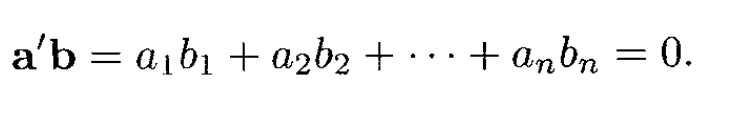 a′b = a₁b₁ + a₂b₂ + ··· + aₙbₙ = 0.